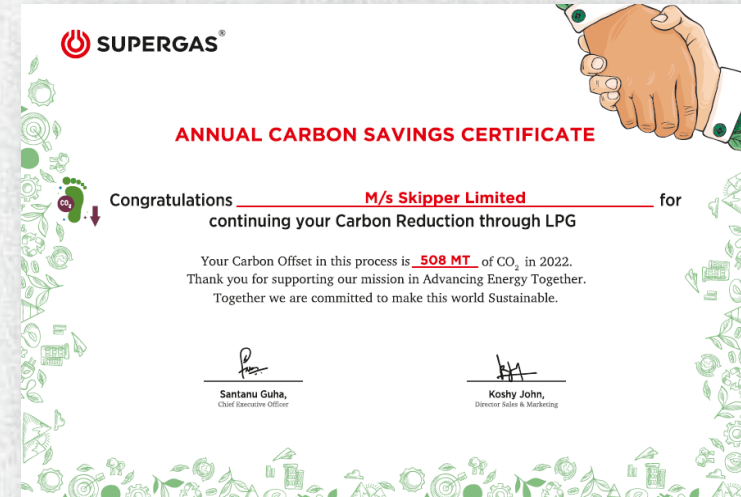 SUPERGAS®
ANNUAL CARBON SAVINGS CERTIFICATE
CO₂
Congratulations M/s Skipper Limited for
continuing your Carbon Reduction through LPG
Your Carbon Offset in this process is 508 MT of CO₂ in 2022.
Thank you for supporting our mission in Advancing Energy Together.
Together we are committed to make this world Sustainable.
Santanu Guha,
Chief Executive Officer
Koshy John,
Director Sales & Marketing